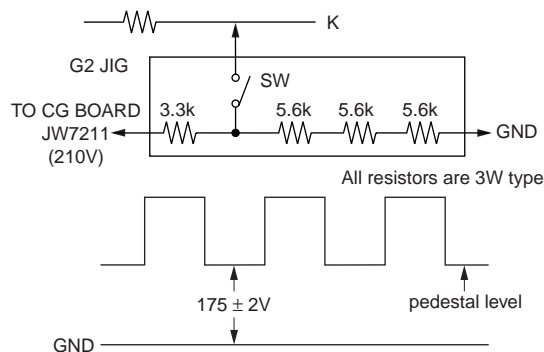 K
G2 JIG
SW
TO CG BOARD
JW7211
(210V)
3.3k
5.6k
5.6k
5.6k
GND
All resistors are 3W type
175 ± 2V
pedestal level
GND